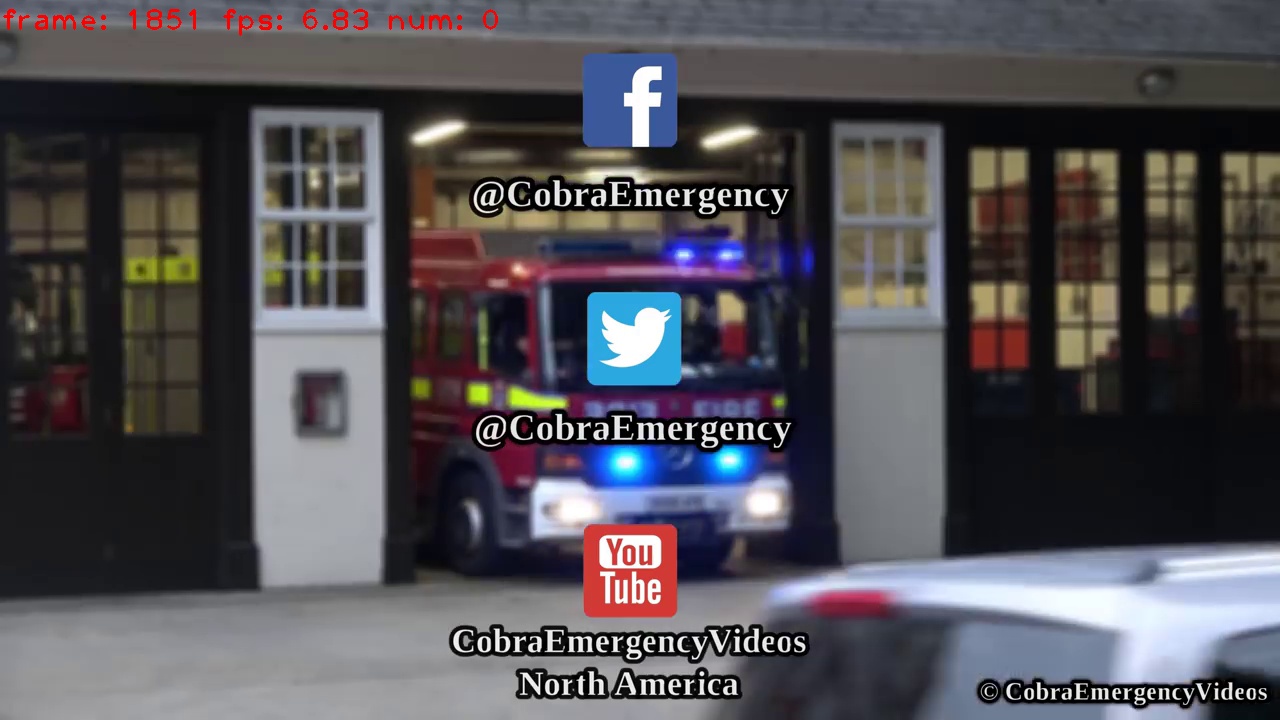 frame: 1851 fps: 6.83 num: 0
f
@CobraEmergency
@CobraEmergency
You
Tube
CobraEmergencyVideos
North America
© CobraEmergencyVideos